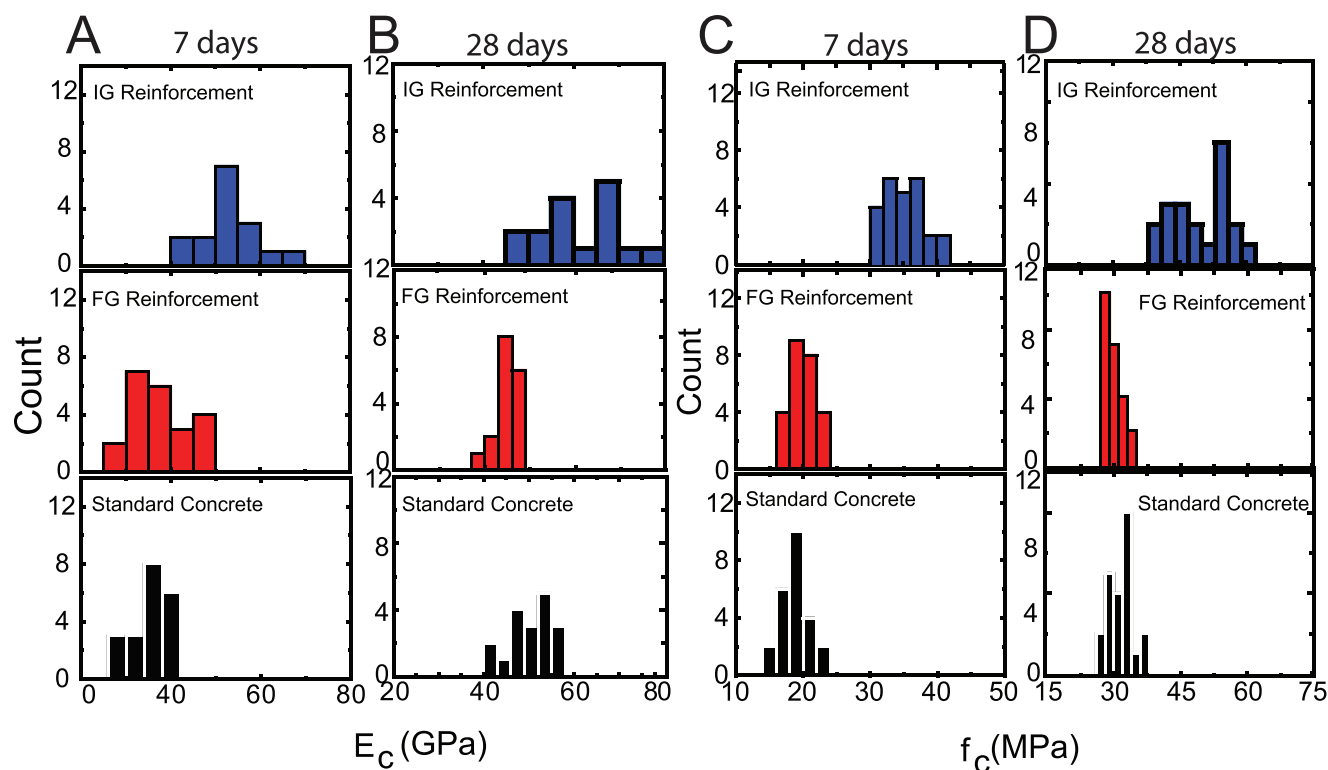 A
7 days
B
28 days
C
7 days
D
28 days
IG Reinforcement
IG Reinforcement
IG Reinforcement
IG Reinforcement
12
8
4
0
12
8
4
12
12
8
4
0
12
8
4
0
FG Reinforcement
FG Reinforcement
FG Reinforcement
FG Reinforcement
12
8
4
0
12
8
4
0
12
8
4
0
12
8
4
0
Count
Count
Standard Concrete
Standard Concrete
Standard Concrete
Standard Concrete
12
8
4
0
12
8
4
0
12
8
4
0
12
8
4
0
0 40 80
20 40 60 80
10 20 30 40 50
15 30 45 60 75
Ec (GPa)
fc (MPa)